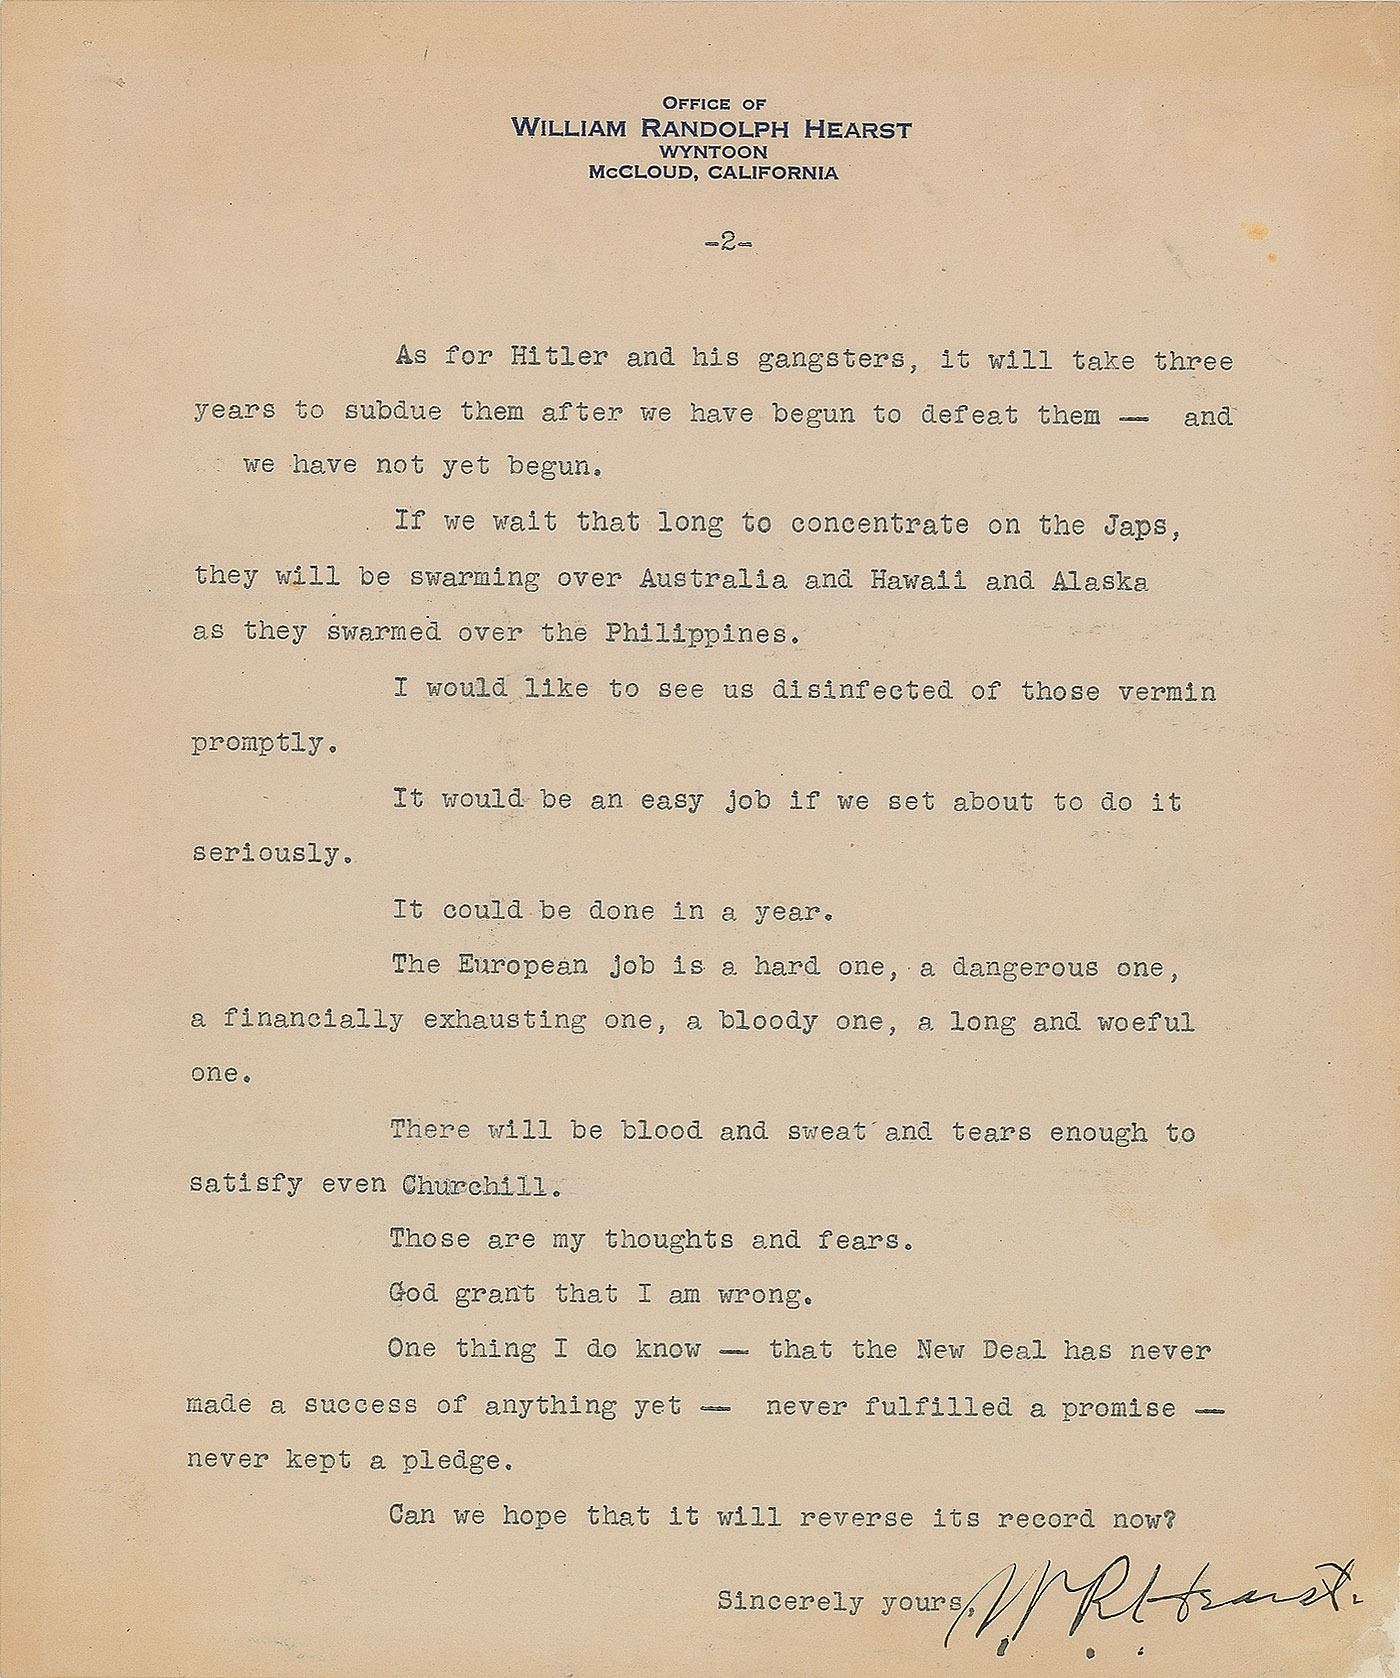 OFFICE OF
WILLIAM RANDOLPH HEARST
WYNTOON
McCLOUD, CALIFORNIA
-2-
As for Hitler and his gangsters, it will take three
years to subdue them after we have begun to defeat them — and
we have not yet begun.
If we wait that long to concentrate on the Japs,
they will be swarming over Australia and Hawaii and Alaska
as they swarmed over the Philippines.
I would like to see us disinfected of those vermin
promptly.
It would be an easy job if we set about to do it
seriously.
It could be done in a year.
The European job is a hard one, a dangerous one,
a financially exhausting one, a bloody one, a long and woeful
one.
There will be blood and sweat and tears enough to
satisfy even Churchill.
Those are my thoughts and fears.
God grant that I am wrong.
One thing I do know — that the New Deal has never
made a success of anything yet — never fulfilled a promise —
never kept a pledge.
Can we hope that it will reverse its record now?
Sincerely yours, W R Hearst.